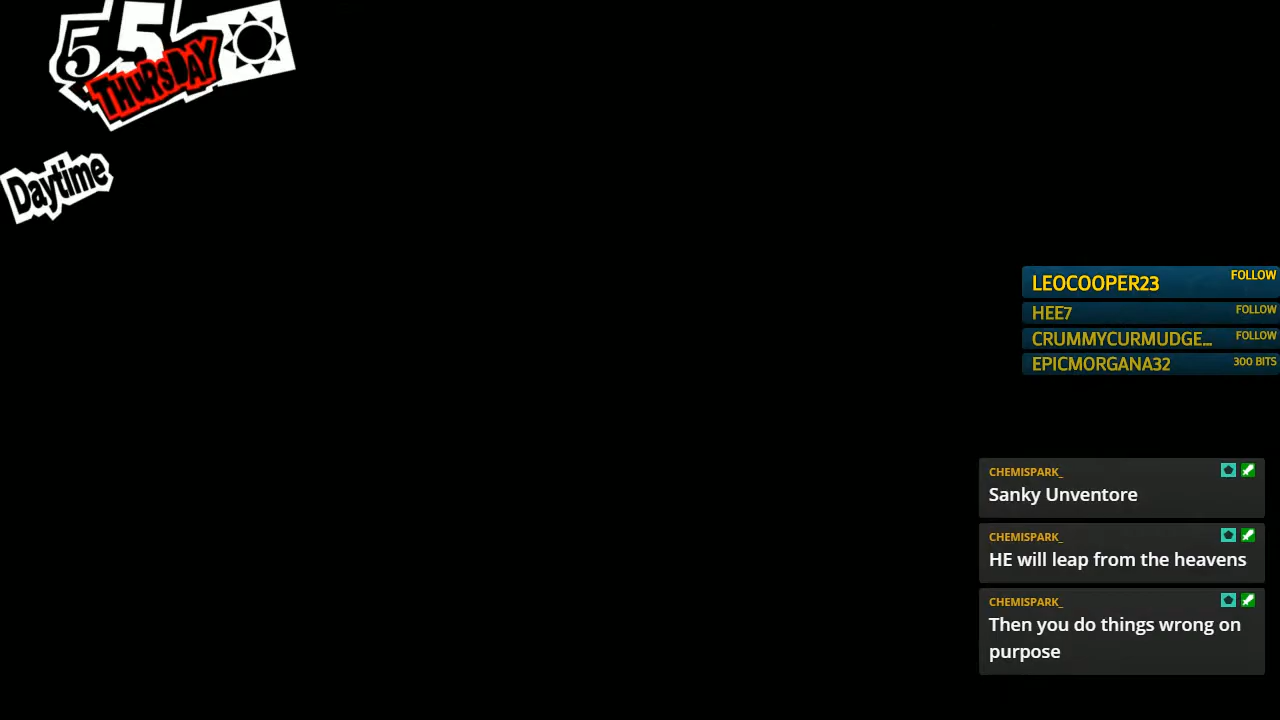 5 5
THURSDAY
Daytime
LEOCOOPER23 FOLLOW
HEE7 FOLLOW
CRUMMYCURMUDGE... FOLLOW
EPICMORGANA32 300 BITS
CHEMISPARK_
Sanky Unventore
CHEMISPARK_
HE will leap from the heavens
CHEMISPARK_
Then you do things wrong on
purpose